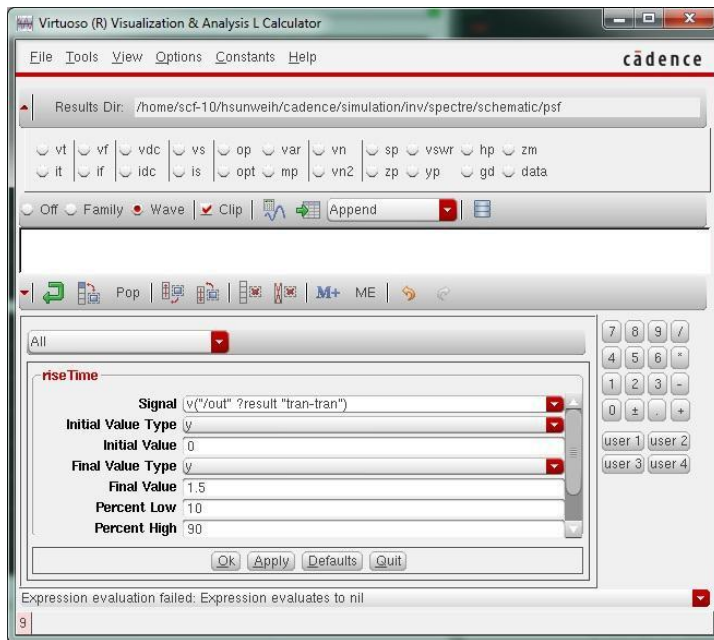 Virtuoso (R) Visualization & Analysis L Calculator
File Tools View Options Constants Help
cādence
Results Dir: /home/scf-10/hsunweih/cadence/simulation/inv/spectre/schematic/psf
vt vf vdc vs op var vn sp vswr hp zm
it if idc is opt mp vn2 zp yp gd data
Off Family Wave Clip Append
Pop M+ ME
All
7 8 9 /
4 5 6 *
1 2 3 -
0 ± . +
user 1 user 2
user 3 user 4
riseTime
Signal v("/out" ?result "tran-tran")
Initial Value Type y
Initial Value 0
Final Value Type y
Final Value 1.5
Percent Low 10
Percent High 90
Ok Apply Defaults Quit
Expression evaluation failed: Expression evaluates to nil
9